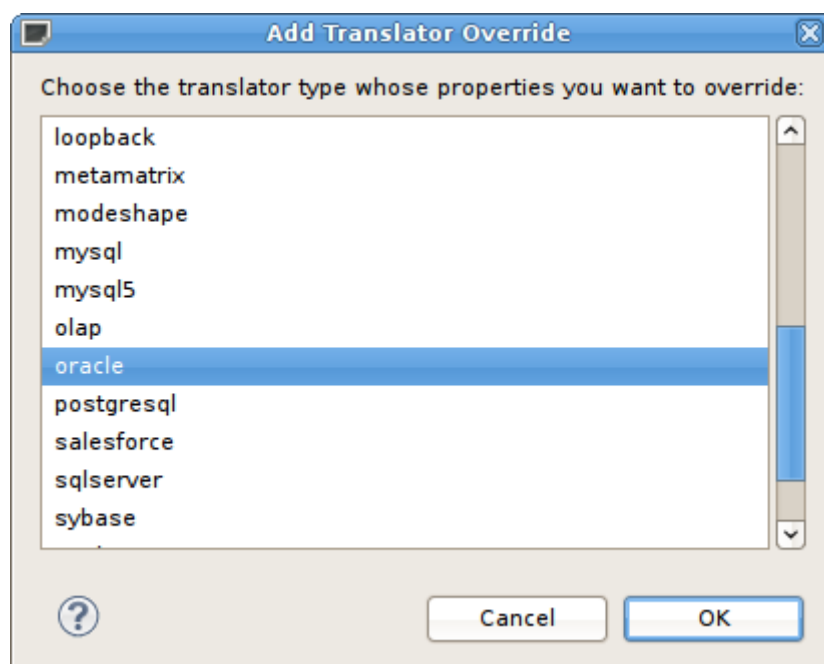 Add Translator Override
Choose the translator type whose properties you want to override:
loopback
metamatrix
modeshape
mysql
mysql5
olap
oracle
postgresql
salesforce
sqlserver
sybase
?
Cancel
OK